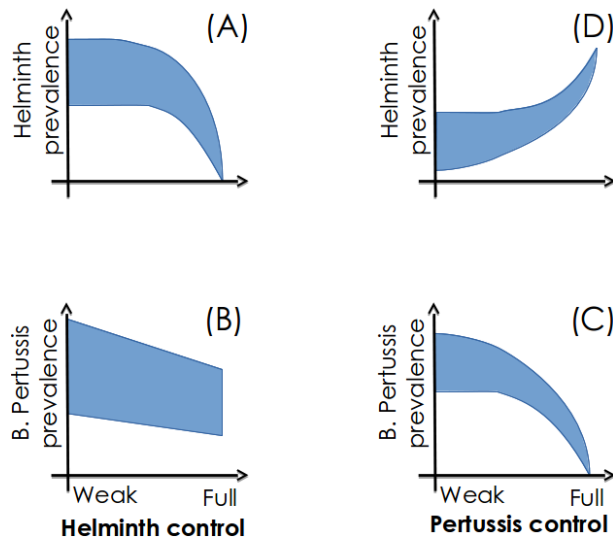 (A)
Helminth
prevalence
(D)
Helminth
prevalence
(B)
B. Pertussis
prevalence
Weak
Full
Helminth control
(C)
B. Pertussis
prevalence
Weak
Full
Pertussis control